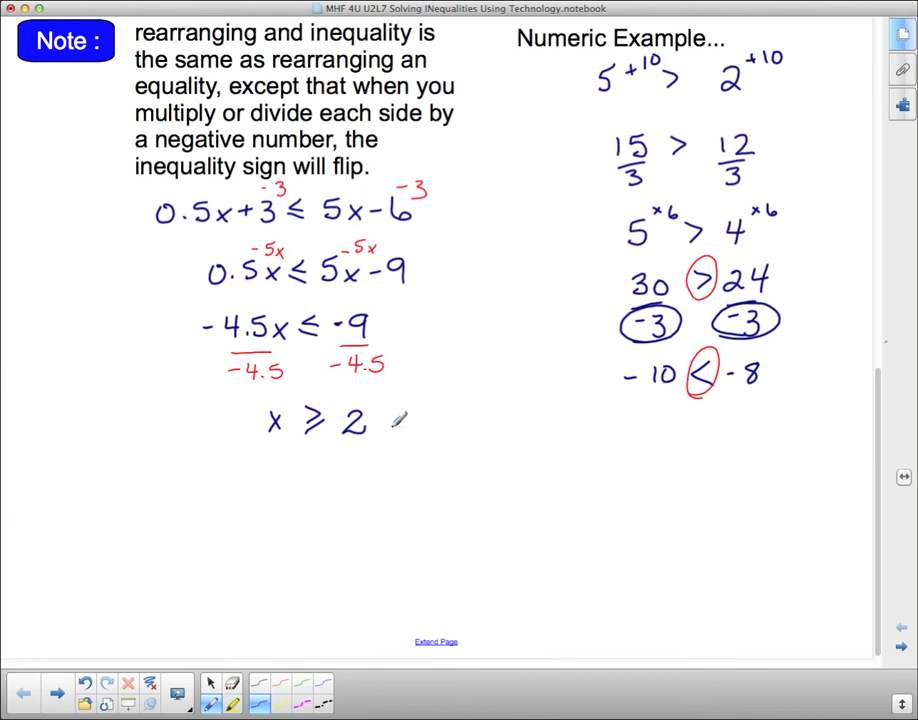 MHF 4U U2L7 Solving INequalities Using Technology.notebook
Note :
rearranging and inequality is
the same as rearranging an
equality, except that when you
multiply or divide each side by
a negative number, the
inequality sign will flip.
-3 -3
0.5x+3 ≤ 5x-6
-5x -5x
0.5x ≤ 5x-9
-4.5x ≤ -9
-4.5 -4.5
x ≥ 2
Numeric Example...
5 +10 > 2 +10
15 > 12
3 3
5 x6 > 4 x6
30 > 24
-3 -3
-10 < -8
Extend Page